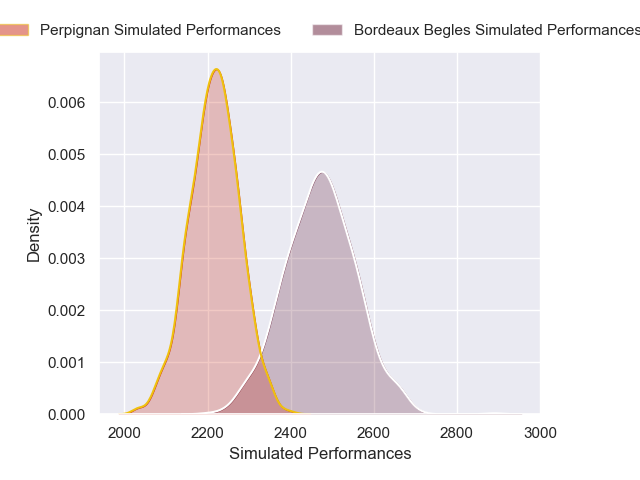 Perpignan Simulated Performances Bordeaux Begles Simulated Performances
0.006
0.005
0.004
0.003
0.002
0.001
0.000
Density
2000 2200 2400 2600 2800 3000
Simulated Performances